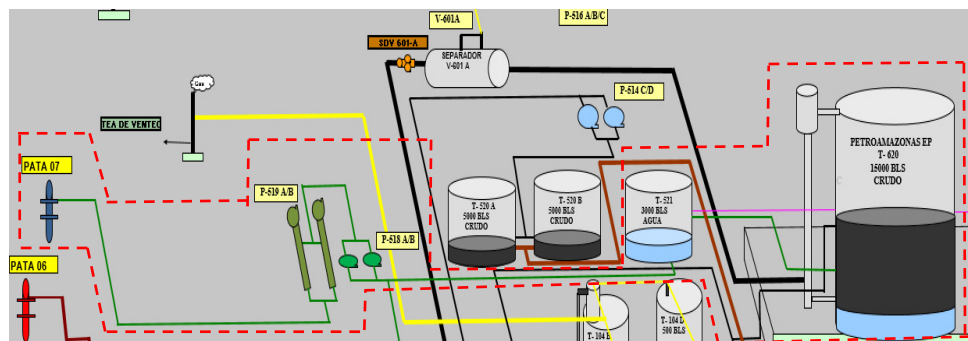 P-516 A/B/C
V-601A
SDV 601-A
SEPARADOR
V-601 A
Gas
P-514 C/D
TEA DE VENTEO
PETROAMAZONAS EP
T- 620
15000 BLS
CRUDO
PATA 07
P-519 A/B
T- 520 A
5000 BLS
CRUDO
T- 520 B
5000 BLS
CRUDO
T- 521
3000 BLS
AGUA
P-518 A/B
PATA 06
T- 104 B
T- 104 D
500 BLS